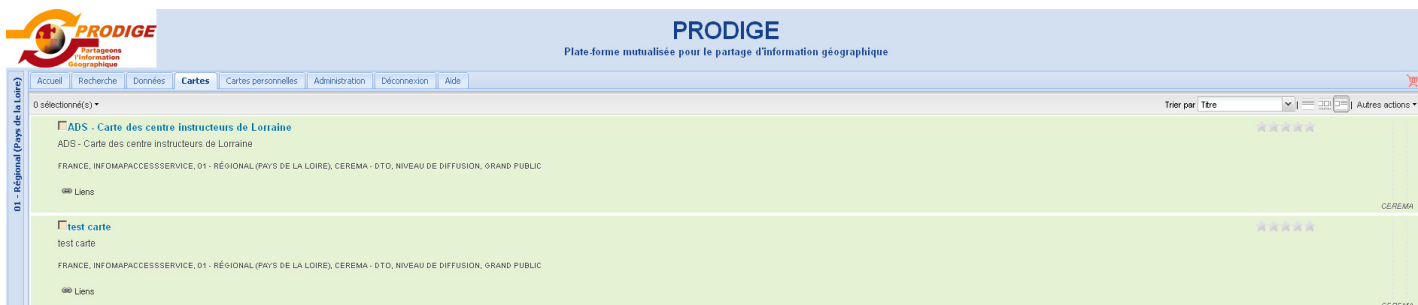 PRODIGE
Partageons
l'Information
Géographique
PRODIGE
Plate-forme mutualisée pour le partage d'information géographique
01 - Régional (Pays de la Loire)
Accueil Recherche Données Cartes Cartes personnelles Administration Déconnexion Aide
0 sélectionné(s)
Trier par Titre Autres actions
ADS - Carte des centre instructeurs de Lorraine
ADS - Carte des centre instructeurs de Lorraine
FRANCE, INFOMAPACCESSSERVICE, 01 - RÉGIONAL (PAYS DE LA LOIRE), CEREMA - DTO, NIVEAU DE DIFFUSION, GRAND PUBLIC
Liens
CEREMA
test carte
test carte
FRANCE, INFOMAPACCESSSERVICE, 01 - RÉGIONAL (PAYS DE LA LOIRE), CEREMA - DTO, NIVEAU DE DIFFUSION, GRAND PUBLIC
Liens
CEREMA